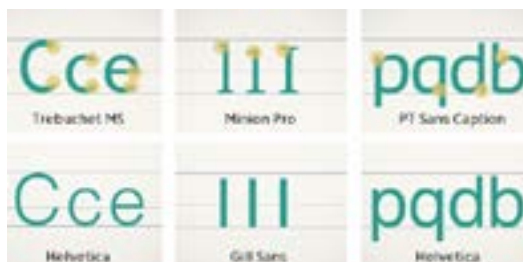 Cce
pqdb
Trebuchet MS
Minion Pro
PT Sans Caption
Cce
pqdb
Helvetica
Gill Sans
Helvetica